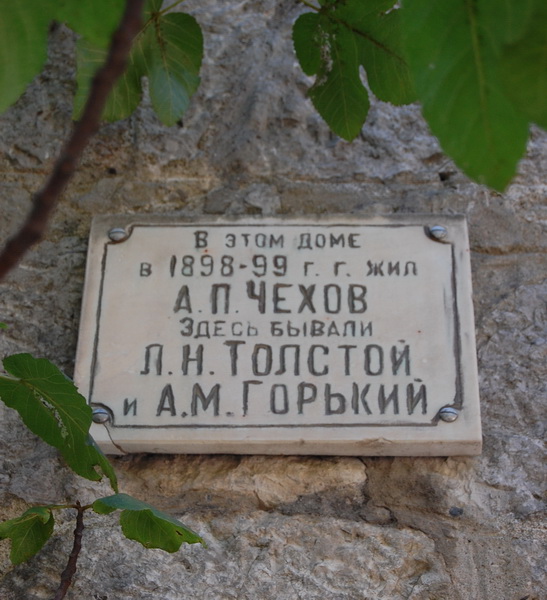 В ЭТОМ ДОМЕ
В 1898-99 Г. Г. ЖИЛ
А.П. ЧЕХОВ
ЗДЕСЬ БЫВАЛИ
Л.Н. ТОЛСТОЙ
И А.М. ГОРЬКИЙ